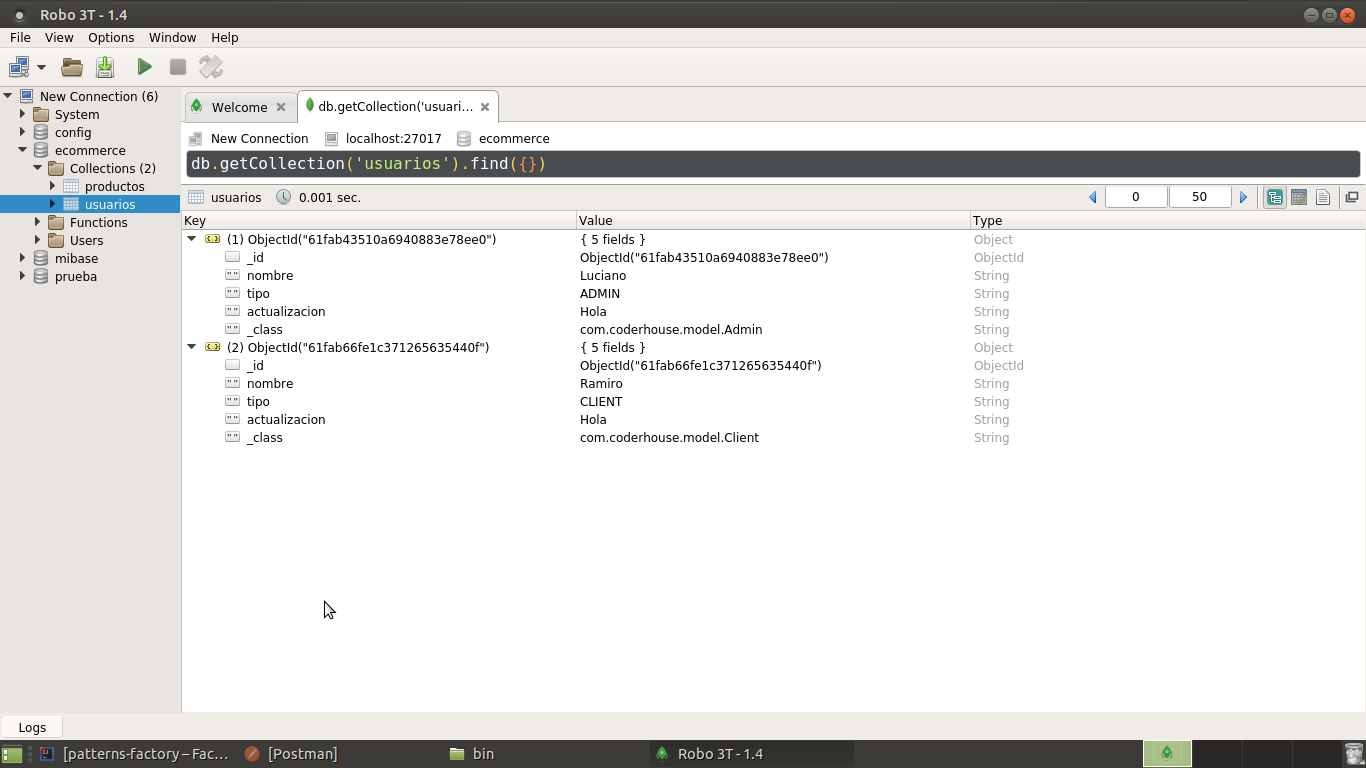 Robo 3T - 1.4
File View Options Window Help
New Connection (6)
System
config
ecommerce
Collections (2)
productos
usuarios
Functions
Users
mibase
prueba
Welcome
db.getCollection('usuari...
New Connection localhost:27017 ecommerce
db.getCollection('usuarios').find({})
usuarios 0.001 sec. 0 50
Key Value Type
(1) ObjectId("61fab43510a6940883e78ee0") { 5 fields } Object
_id ObjectId("61fab43510a6940883e78ee0") ObjectId
"" nombre Luciano String
"" tipo ADMIN String
"" actualizacion Hola String
"" _class com.coderhouse.model.Admin String
(2) ObjectId("61fab66fe1c371265635440f") { 5 fields } Object
_id ObjectId("61fab66fe1c371265635440f") ObjectId
"" nombre Ramiro String
"" tipo CLIENT String
"" actualizacion Hola String
"" _class com.coderhouse.model.Client String
Logs
[patterns-factory – Fac... [Postman] bin Robo 3T - 1.4